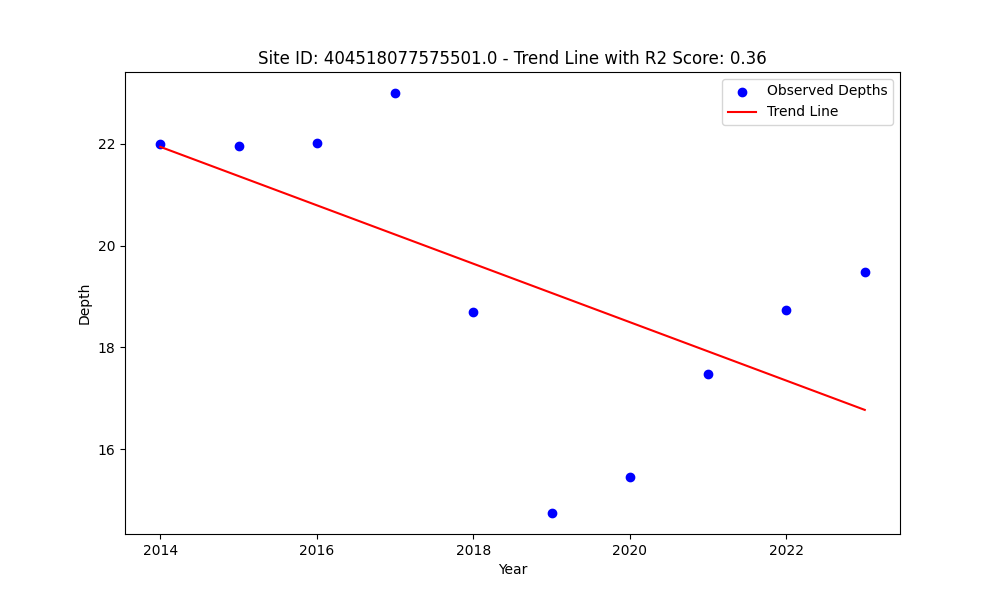 Site ID: 404518077575501.0 - Trend Line with R2 Score: 0.36
Observed Depths
Trend Line
22
20
18
16
Depth
2014
2016
2018
2020
2022
Year